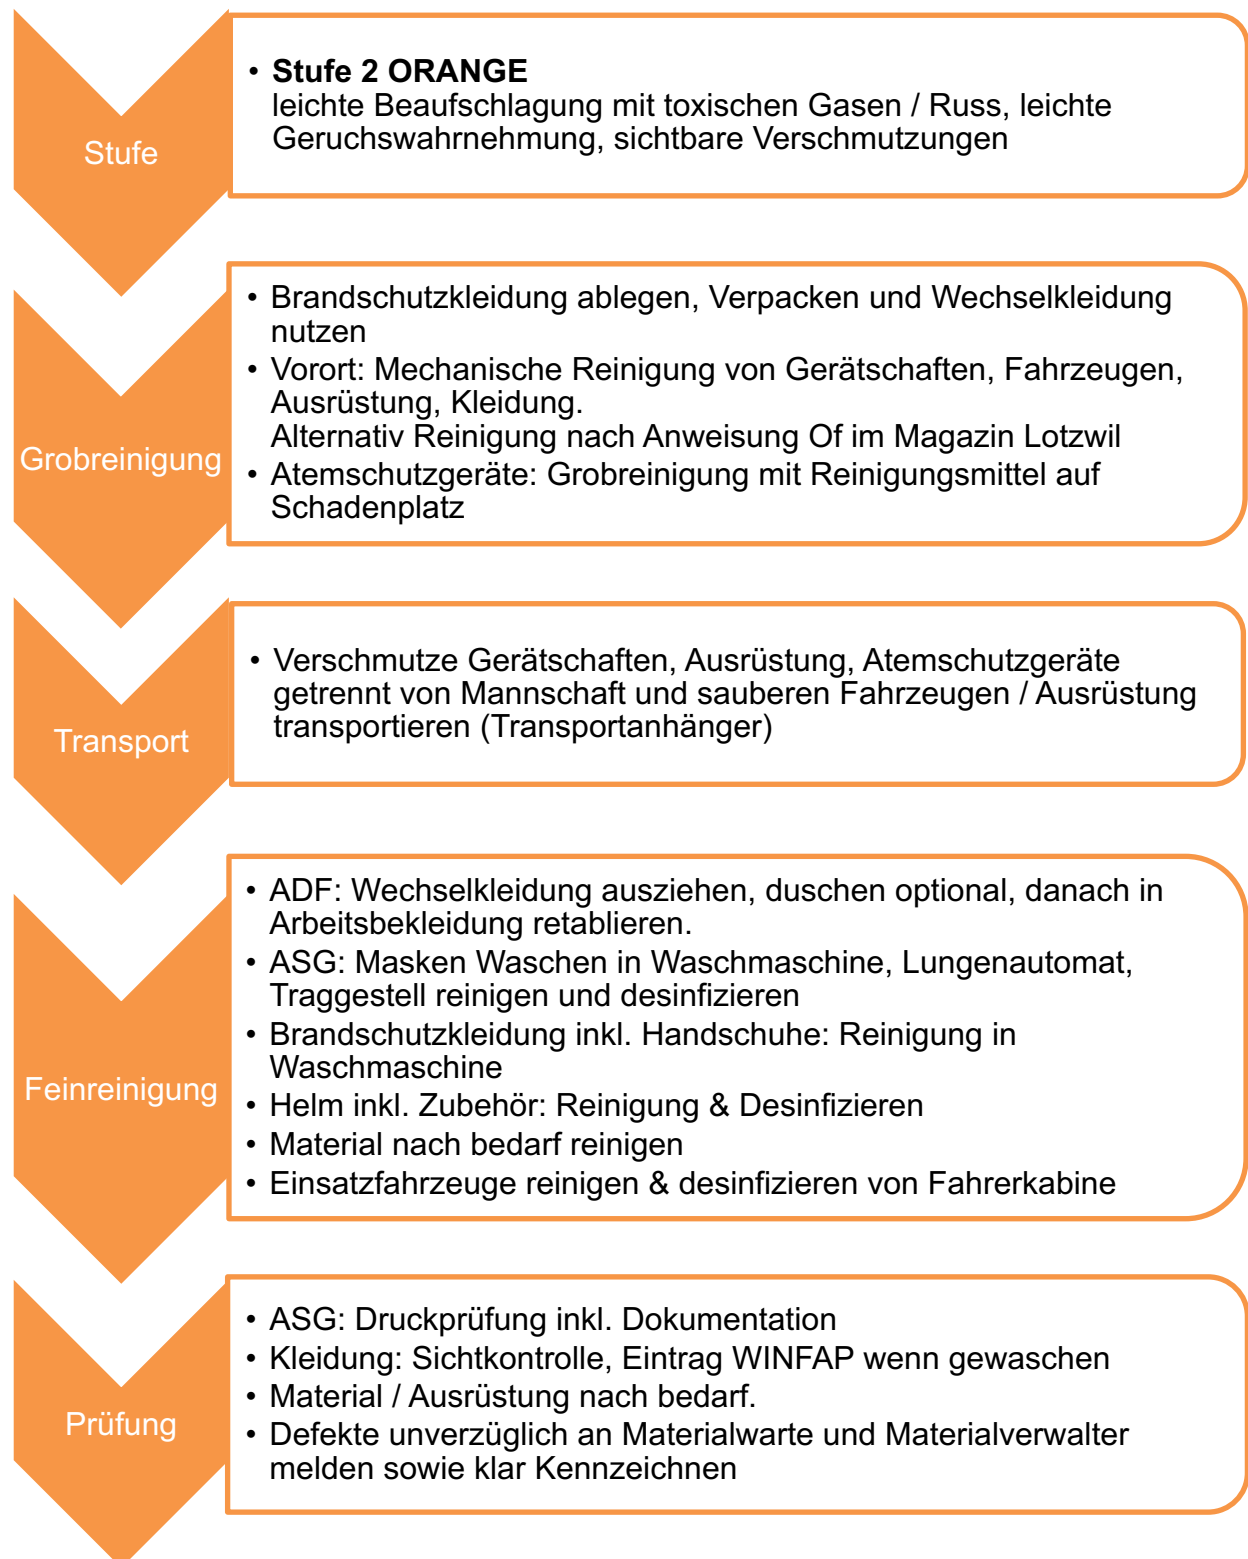 Stufe
• Stufe 2 ORANGE
leichte Beaufschlagung mit toxischen Gasen / Russ, leichte
Geruchswahrnehmung, sichtbare Verschmutzungen
Grobreinigung
• Brandschutzkleidung ablegen, Verpacken und Wechselkleidung
nutzen
• Vorort: Mechanische Reinigung von Gerätschaften, Fahrzeugen,
Ausrüstung, Kleidung.
Alternativ Reinigung nach Anweisung Of im Magazin Lotzwil
• Atemschutzgeräte: Grobreinigung mit Reinigungsmittel auf
Schadenplatz
Transport
• Verschmutze Gerätschaften, Ausrüstung, Atemschutzgeräte
getrennt von Mannschaft und sauberen Fahrzeugen / Ausrüstung
transportieren (Transportanhänger)
Feinreinigung
• ADF: Wechselkleidung ausziehen, duschen optional, danach in
Arbeitsbekleidung retablieren.
• ASG: Masken Waschen in Waschmaschine, Lungenautomat,
Traggestell reinigen und desinfizieren
• Brandschutzkleidung inkl. Handschuhe: Reinigung in
Waschmaschine
• Helm inkl. Zubehör: Reinigung & Desinfizieren
• Material nach bedarf reinigen
• Einsatzfahrzeuge reinigen & desinfizieren von Fahrerkabine
Prüfung
• ASG: Druckprüfung inkl. Dokumentation
• Kleidung: Sichtkontrolle, Eintrag WINFAP wenn gewaschen
• Material / Ausrüstung nach bedarf.
• Defekte unverzüglich an Materialwarte und Materialverwalter
melden sowie klar Kennzeichnen